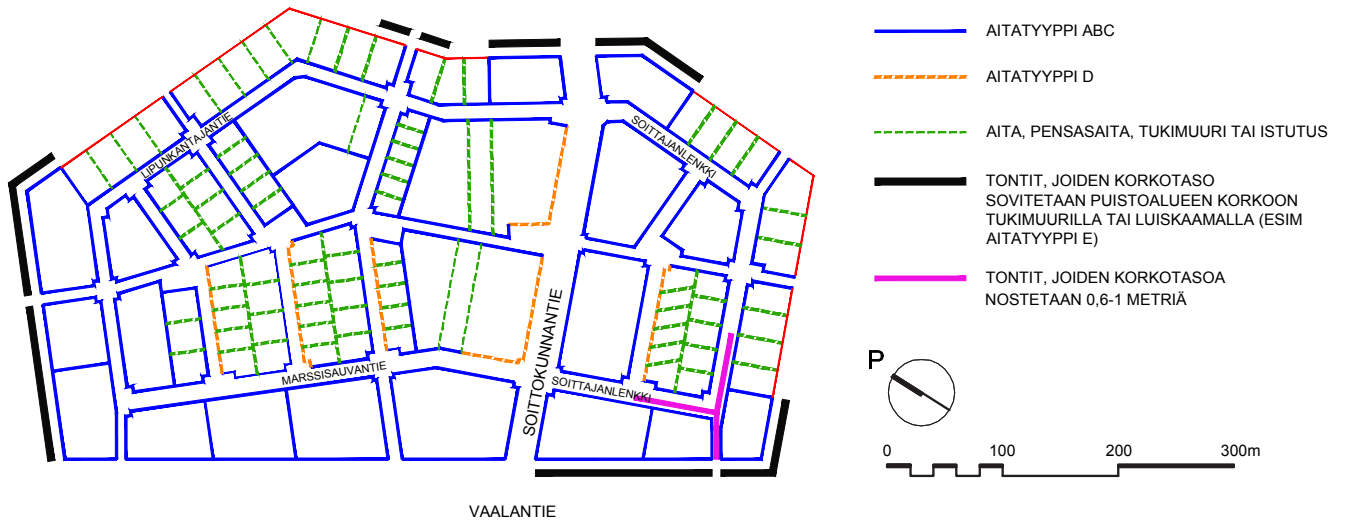 LIPUNKANTAJANTIE
SOITTAJANLENKKI
MARSSISAUVANTIE
SOITTOKUNNANTIE
SOITTAJANLENKKI
VAALANTIE
AITATYYPPI ABC
AITATYYPPI D
AITA, PENSASAITA, TUKIMUURI TAI ISTUTUS
TONTIT, JOIDEN KORKOTASO
SOVITETAAN PUISTOALUEEN KORKOON
TUKIMUURILLA TAI LUISKAAMALLA (ESIM
AITATYYPPI E)
TONTIT, JOIDEN KORKOTASOA
NOSTETAAN 0,6-1 METRIÄ
P
0 100 200 300m